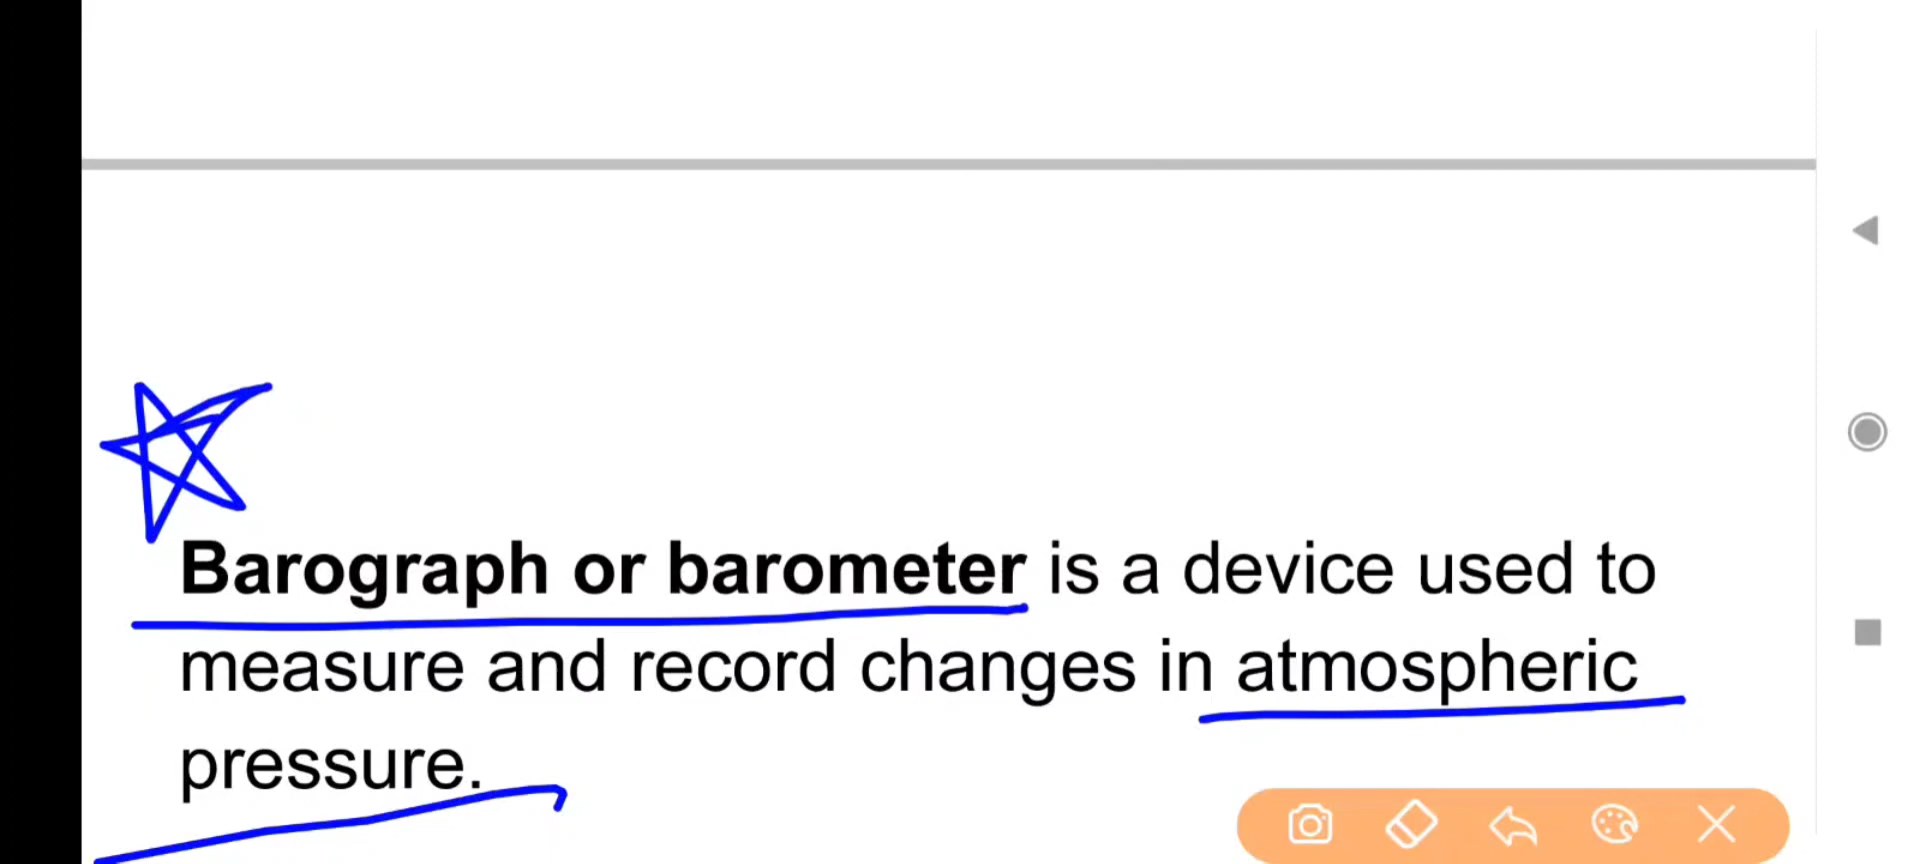 Barograph or barometer is a device used to
measure and record changes in atmospheric
pressure.